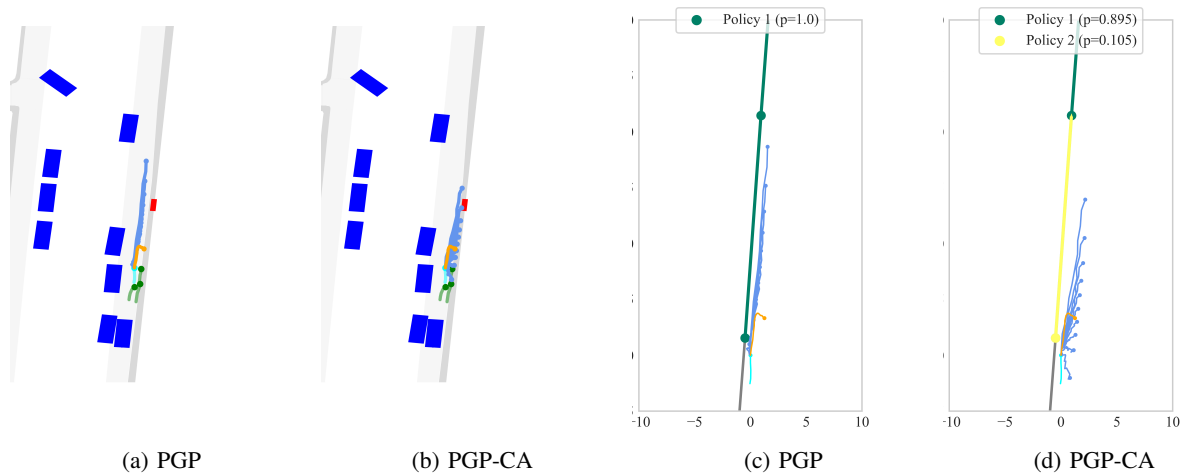 Policy 1 (p=1.0)
-10
-5
0
5
10
Policy 1 (p=0.895)
Policy 2 (p=0.105)
-10
-5
0
5
10
(a) PGP
(b) PGP-CA
(c) PGP
(d) PGP-CA